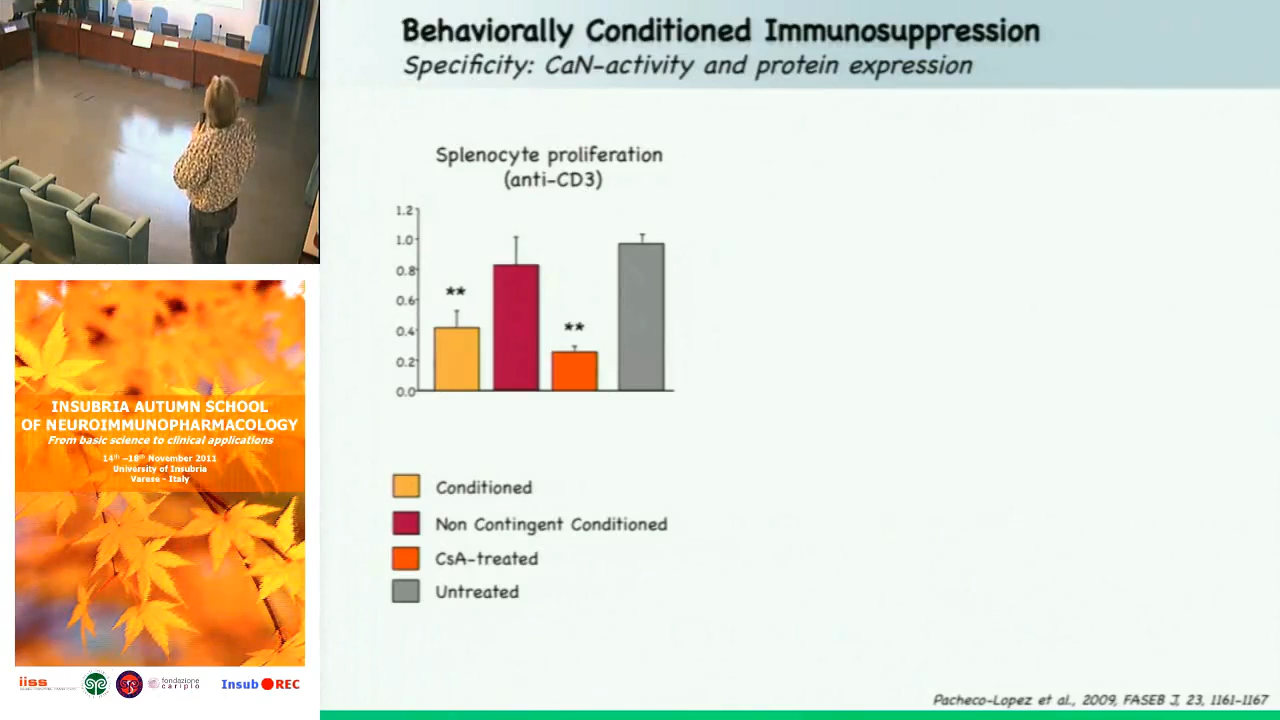 Behaviorally Conditioned Immunosuppression
Specificity: CaN-activity and protein expression
Splenocyte proliferation
(anti-CD3)
1.2
1.0
0.8
0.6
0.4
0.2
0.0
**
**
Conditioned
Non Contingent Conditioned
CsA-treated
Untreated
Pacheco-Lopez et al., 2009, FASEB J, 23, 1161-1167
INSUBRIA AUTUMN SCHOOL
OF NEUROIMMUNOPHARMACOLOGY
From basic science to clinical applications
14th –18th November 2011
University of Insubria
Varese - Italy
iiss
fondazione
cariplo
Insub REC